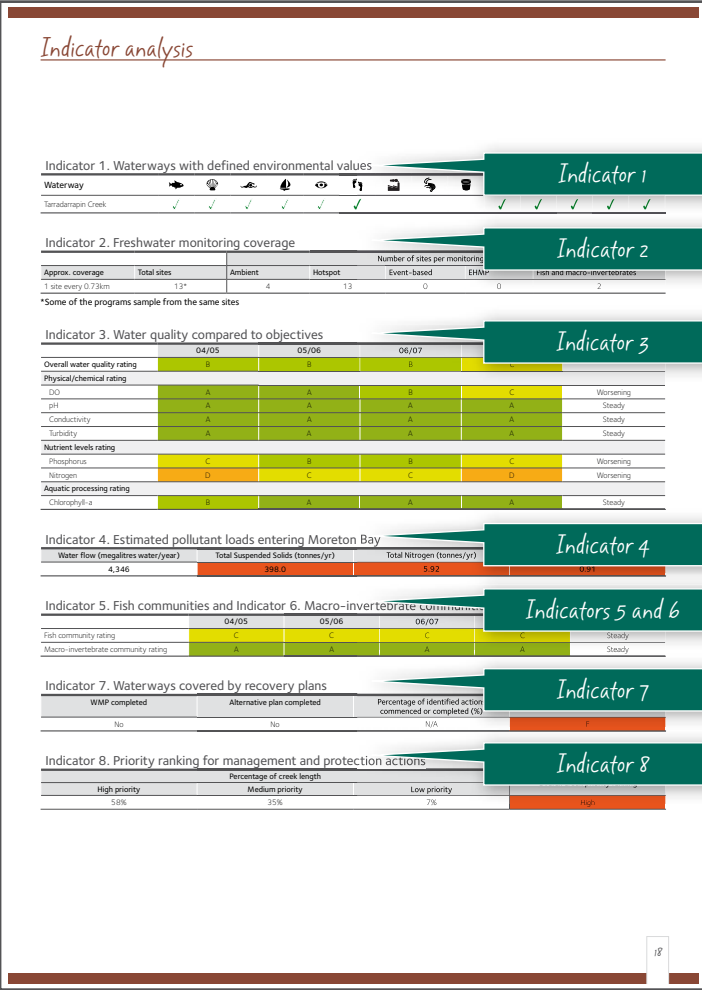 Indicator analysis
Indicator 1. Waterways with defined environmental values
Indicator 1
Waterway
Tarradarrapin Creek ✓ ✓ ✓ ✓ ✓ ✓ ✓ ✓ ✓ ✓ ✓
Indicator 2. Freshwater monitoring coverage
Indicator 2
Number of sites per monitoring
Approx. coverage Total sites Ambient Hotspot Event-based EHMP Fish and macro-invertebrates
1 site every 0.73km 13* 4 13 0 0 2
*Some of the programs sample from the same sites
Indicator 3. Water quality compared to objectives
Indicator 3
04/05 05/06 06/07
Overall water quality rating B B B C
Physical/chemical rating
DO A A B C Worsening
pH A A A A Steady
Conductivity A A A A Steady
Turbidity A A A A Steady
Nutrient levels rating
Phosphorus C B B C Worsening
Nitrogen D C C D Worsening
Aquatic processing rating
Chlorophyll-a B A A A Steady
Indicator 4. Estimated pollutant loads entering Moreton Bay
Indicator 4
Water flow (megalitres water/year) Total Suspended Solids (tonnes/yr) Total Nitrogen (tonnes/yr)
4,346 398.0 5.92 0.91
Indicator 5. Fish communities and Indicator 6. Macro-invertebrate
Indicators 5 and 6
04/05 05/06 06/07
Fish community rating C C C C Steady
Macro-invertebrate community rating A A A A Steady
Indicator 7. Waterways covered by recovery plans
Indicator 7
WMP completed Alternative plan completed Percentage of identified action
commenced or completed (%)
No No N/A F
Indicator 8. Priority ranking for management and protection actions
Indicator 8
Percentage of creek length
High priority Medium priority Low priority
58% 35% 7% High
18